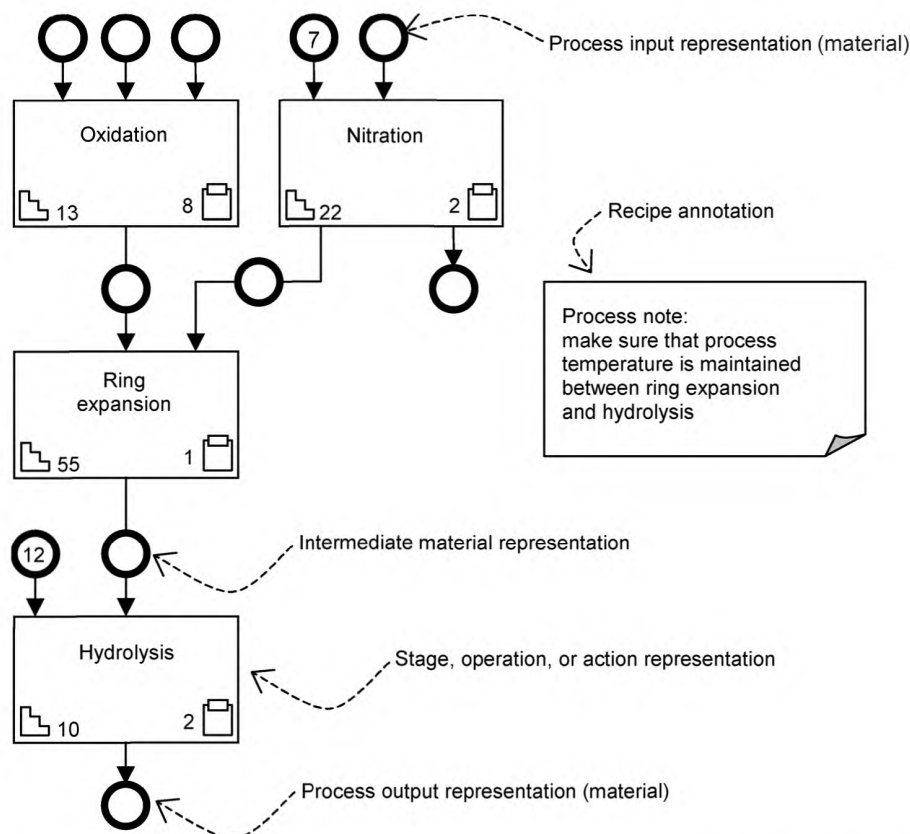 7
Process input representation (material)
Oxidation
Nitration
13
8
22
2
Recipe annotation
Process note:
make sure that process
temperature is maintained
between ring expansion
and hydrolysis
Ring
expansion
55
1
12
Intermediate material representation
Hydrolysis
Stage, operation, or action representation
10
2
Process output representation (material)